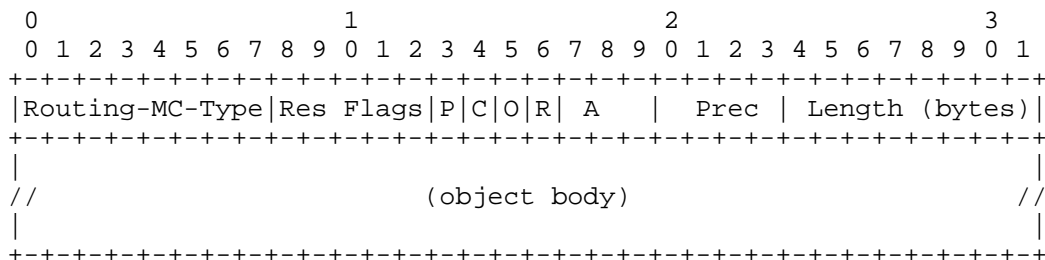 0                   1                   2                   3
 0 1 2 3 4 5 6 7 8 9 0 1 2 3 4 5 6 7 8 9 0 1 2 3 4 5 6 7 8 9 0 1
+-+-+-+-+-+-+-+-+-+-+-+-+-+-+-+-+-+-+-+-+-+-+-+-+-+-+-+-+-+-+-+-+
|Routing-MC-Type|Res Flags|P|C|O|R| A   |  Prec | Length (bytes)|
+-+-+-+-+-+-+-+-+-+-+-+-+-+-+-+-+-+-+-+-+-+-+-+-+-+-+-+-+-+-+-+-+
|                                                               |
//                        (object body)                        //
|                                                               |
+-+-+-+-+-+-+-+-+-+-+-+-+-+-+-+-+-+-+-+-+-+-+-+-+-+-+-+-+-+-+-+-+